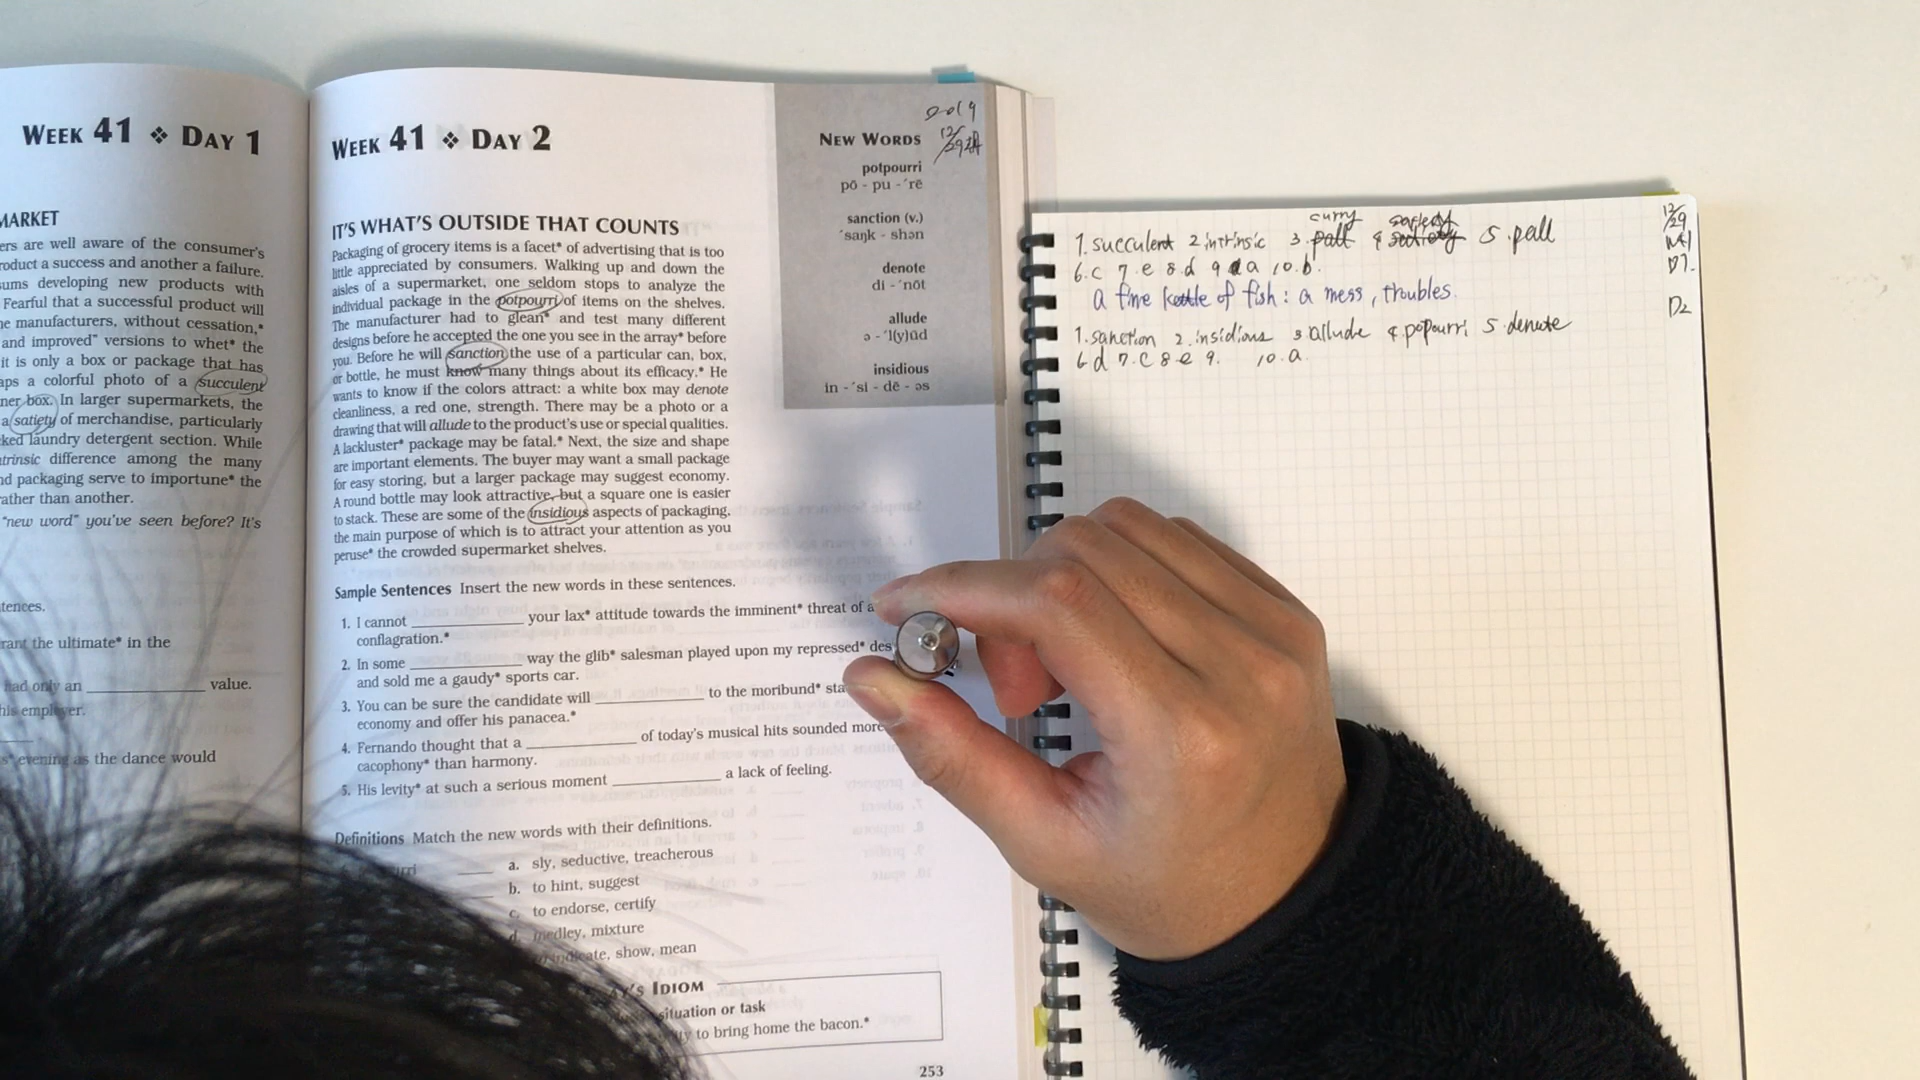 WEEK 41 ❖ DAY 1
MARKET
ers are well aware of the consumer's
roduct a success and another a failure.
ums developing new products with
Fearful that a successful product will
he manufacturers, without cessation,*
and improved" versions to whet* the
it is only a box or package that has
aps a colorful photo of a succulent
ner box. In larger supermarkets, the
a satiety of merchandise, particularly
ked laundry detergent section. While
ntrinsic difference among the many
nd packaging serve to importune* the
rather than another.
"new word" you've seen before? It's
tences.
rant the ultimate* in the
had only an ________ value.
his employer.
s* evening as the dance would
WEEK 41 ❖ DAY 2
IT'S WHAT'S OUTSIDE THAT COUNTS
Packaging of grocery items is a facet* of advertising that is too
little appreciated by consumers. Walking up and down the
aisles of a supermarket, one seldom stops to analyze the
individual package in the potpourri of items on the shelves.
The manufacturer had to glean* and test many different
designs before he accepted the one you see in the array* before
you. Before he will sanction the use of a particular can, box,
or bottle, he must know many things about its efficacy.* He
wants to know if the colors attract: a white box may denote
cleanliness, a red one, strength. There may be a photo or a
drawing that will allude to the product's use or special qualities.
A lackluster* package may be fatal.* Next, the size and shape
are important elements. The buyer may want a small package
for easy storing, but a larger package may suggest economy.
A round bottle may look attractive, but a square one is easier
to stack. These are some of the insidious aspects of packaging,
the main purpose of which is to attract your attention as you
peruse* the crowded supermarket shelves.
Sample Sentences Insert the new words in these sentences.
1. I cannot ________ your lax* attitude towards the imminent* threat of a
conflagration.*
2. In some ________ way the glib* salesman played upon my repressed* des
and sold me a gaudy* sports car.
3. You can be sure the candidate will ________ to the moribund* sta
economy and offer his panacea.*
4. Fernando thought that a ________ of today's musical hits sounded more
cacophony* than harmony.
5. His levity* at such a serious moment ________ a lack of feeling.
Definitions Match the new words with their definitions.
urri ____ a. sly, seductive, treacherous
b. to hint, suggest
c. to endorse, certify
d. medley, mixture
indicate, show, mean
Y'S IDIOM
situation or task
to bring home the bacon.*
253
2019
12/29
NEW WORDS
potpourri
pō - pu -´rē
sanction (v.)
´saŋk - shən
denote
di -´nōt
allude
ə -´l(y)üd
insidious
in -´si - dē - əs
12/29
W41
D1.
curry satiety
1. succulent 2 intrinsic 3. pall 4 5. pall
6. c 7. e 8. d 9 a 10. b.
a fine kettle of fish : a mess, troubles.
D2
1. sanction 2. insidious 3 allude 4. popourri 5. denote
6. d 7. c 8 e 9. 10. a.